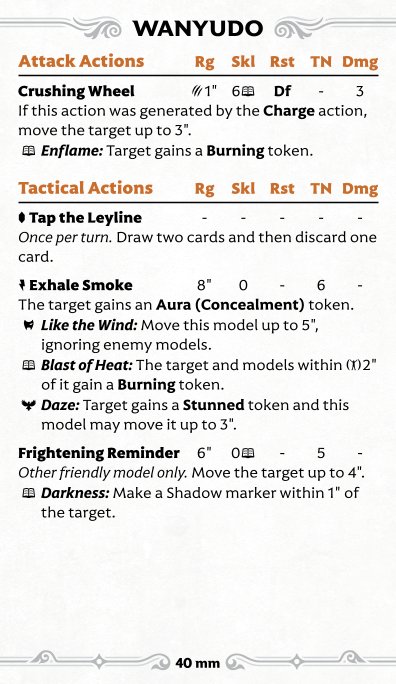 WANYUDO
Attack Actions Rg Skl Rst TN Dmg
Crushing Wheel 1" 6 Df - 3
If this action was generated by the Charge action,
move the target up to 3".
Enflame: Target gains a Burning token.
Tactical Actions Rg Skl Rst TN Dmg
Tap the Leyline - - - - -
Once per turn. Draw two cards and then discard one
card.
Exhale Smoke 8" 0 - 6 -
The target gains an Aura (Concealment) token.
Like the Wind: Move this model up to 5",
ignoring enemy models.
Blast of Heat: The target and models within 2"
of it gain a Burning token.
Daze: Target gains a Stunned token and this
model may move it up to 3".
Frightening Reminder 6" 0 - 5 -
Other friendly model only. Move the target up to 4".
Darkness: Make a Shadow marker within 1" of
the target.
40 mm